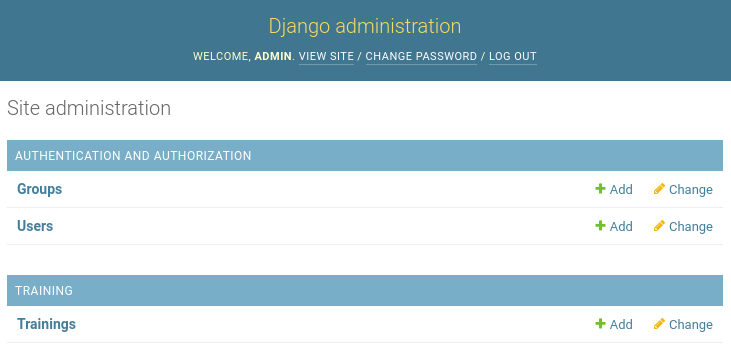 Django administration
WELCOME, ADMIN. VIEW SITE / CHANGE PASSWORD / LOG OUT
Site administration
AUTHENTICATION AND AUTHORIZATION
Groups Add Change
Users Add Change
TRAINING
Trainings Add Change